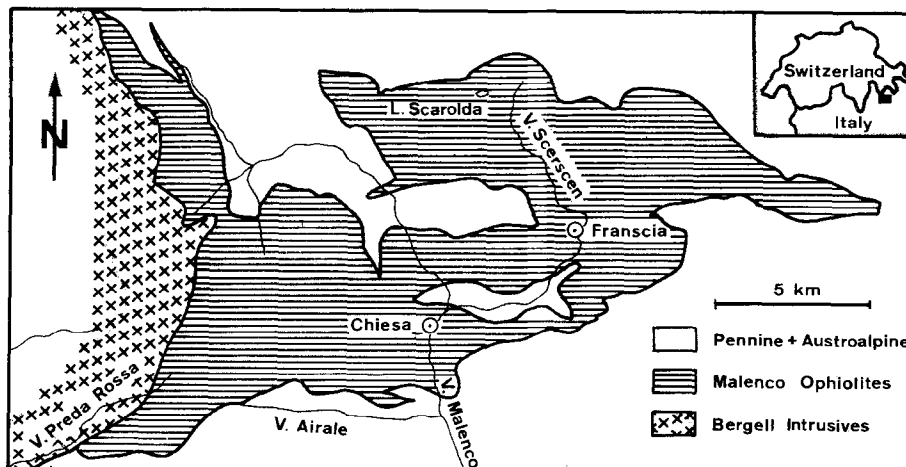 Switzerland
Italy
N
L. Scarolda
V. Scerscen
Franscia
5 km
Chiesa
Pennine + Austroalpine
Malenco Ophiolites
Bergell Intrusives
V. Preda Rossa
V. Airale
V. Malenco